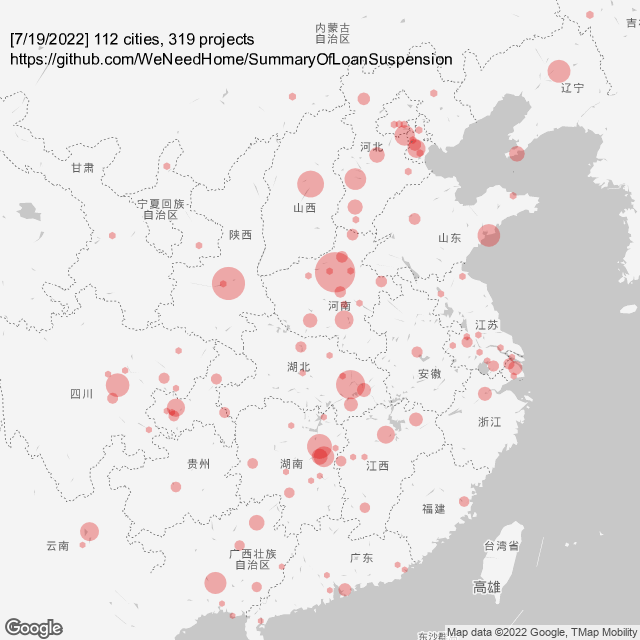 [7/19/2022] 112 cities, 319 projects
https://github.com/WeNeedHome/SummaryOfLoanSuspension
内蒙古
自治区
辽宁
河北
甘肃
宁夏回族
自治区
山西
陕西
山东
河南
江苏
湖北
安徽
四川
浙江
贵州
湖南
江西
福建
云南
广西壮族
自治区
广东
台湾省
高雄
东沙群
Google
Map data ©2022 Google, TMap Mobility